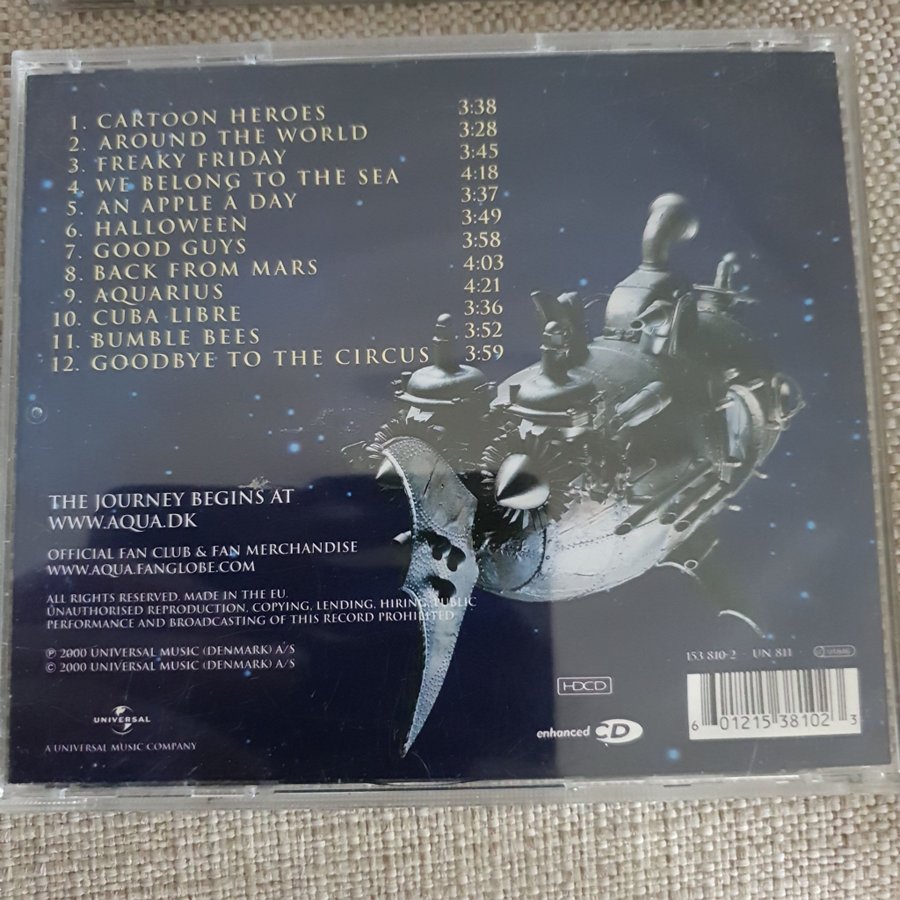 1. CARTOON HEROES 3:38
2. AROUND THE WORLD 3:28
3. FREAKY FRIDAY 3:45
4. WE BELONG TO THE SEA 4:18
5. AN APPLE A DAY 3:37
6. HALLOWEEN 3:49
7. GOOD GUYS 3:58
8. BACK FROM MARS 4:03
9. AQUARIUS 4:21
10. CUBA LIBRE 3:36
11. BUMBLE BEES 3:52
12. GOODBYE TO THE CIRCUS 3:59
THE JOURNEY BEGINS AT
WWW.AQUA.DK
OFFICIAL FAN CLUB & FAN MERCHANDISE
WWW.AQUA.FANGLOBE.COM
ALL RIGHTS RESERVED. MADE IN THE EU.
UNAUTHORISED REPRODUCTION, COPYING, LENDING, HIRING, PUBLIC
PERFORMANCE AND BROADCASTING OF THIS RECORD PROHIBITED
℗ 2000 UNIVERSAL MUSIC (DENMARK) A/S
© 2000 UNIVERSAL MUSIC (DENMARK) A/S
UNIVERSAL
A UNIVERSAL MUSIC COMPANY
HDCD
enhanced CD
153 810-2 · UN 811 ·
6 01215 38102 3